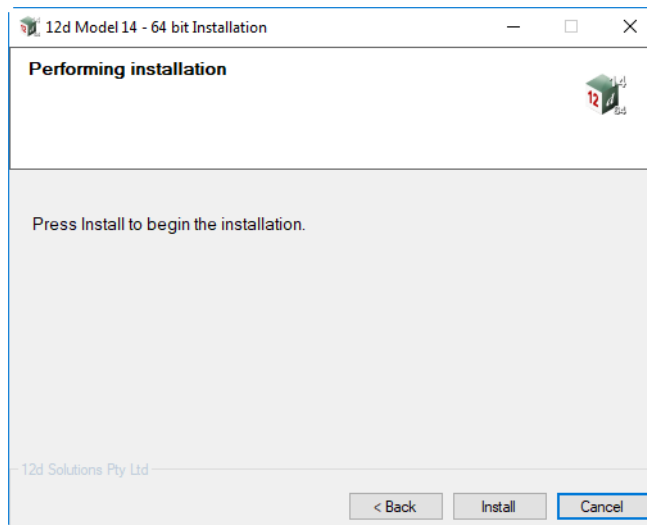 12d Model 14 - 64 bit Installation
Performing installation
14
12 d
64
Press Install to begin the installation.
12d Solutions Pty Ltd
< Back Install Cancel